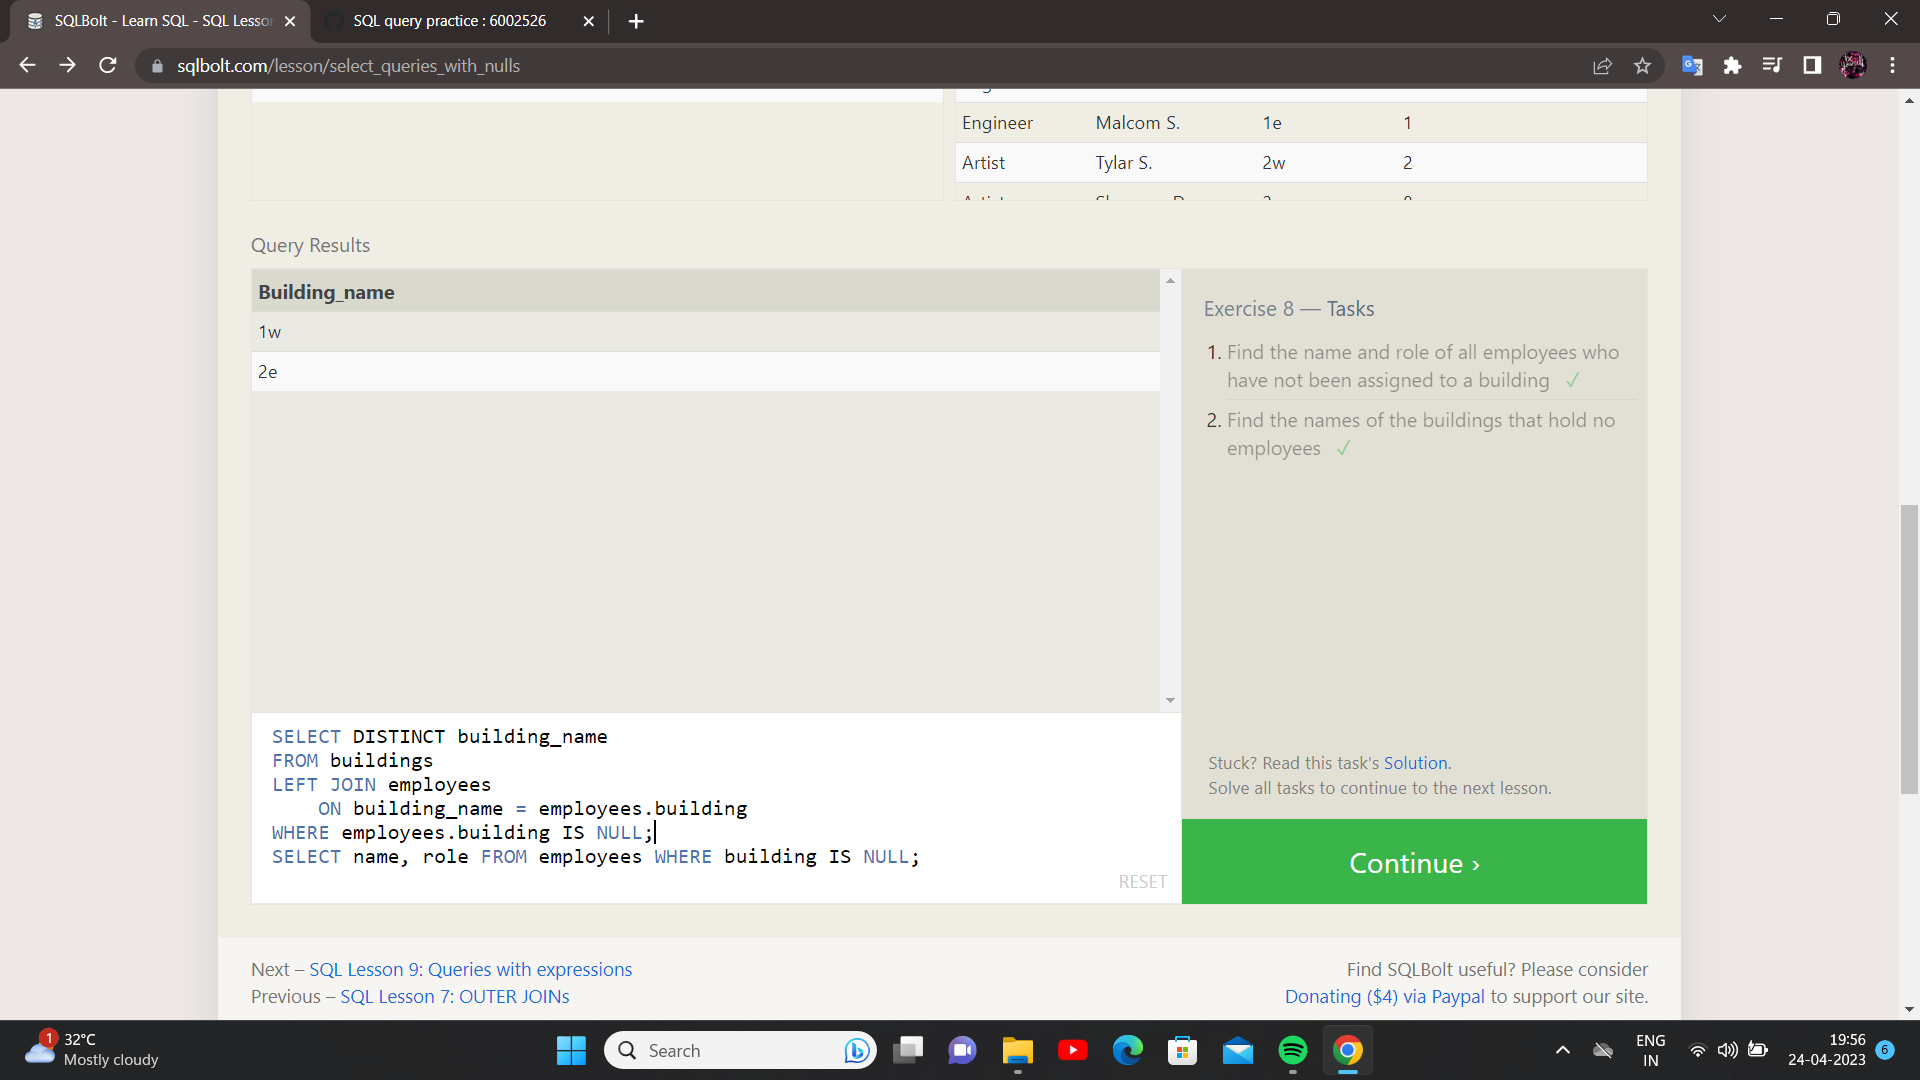 SQLBolt - Learn SQL - SQL Lesso
SQL query practice : 6002526
sqlbolt.com/lesson/select_queries_with_nulls
Engineer Malcom S. 1e 1
Artist Tylar S. 2w 2
Query Results
Building_name
1w
2e
Exercise 8 — Tasks
1. Find the name and role of all employees who
have not been assigned to a building ✓
2. Find the names of the buildings that hold no
employees ✓
SELECT DISTINCT building_name
FROM buildings
LEFT JOIN employees
ON building_name = employees.building
WHERE employees.building IS NULL;
SELECT name, role FROM employees WHERE building IS NULL;
RESET
Stuck? Read this task's Solution.
Solve all tasks to continue to the next lesson.
Continue ›
Next – SQL Lesson 9: Queries with expressions
Previous – SQL Lesson 7: OUTER JOINs
Find SQLBolt useful? Please consider
Donating ($4) via Paypal to support our site.
1
32°C
Mostly cloudy
Search
ENG
IN
19:56
24-04-2023
6